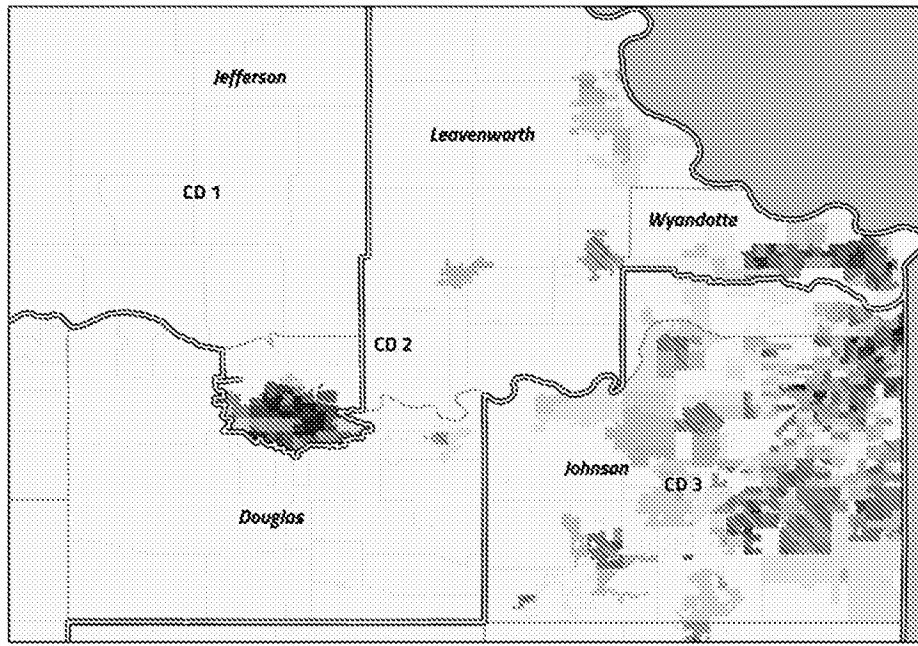 Jefferson
Leavenworth
CD 1
Wyandotte
CD 2
Johnson
CD 3
Douglas